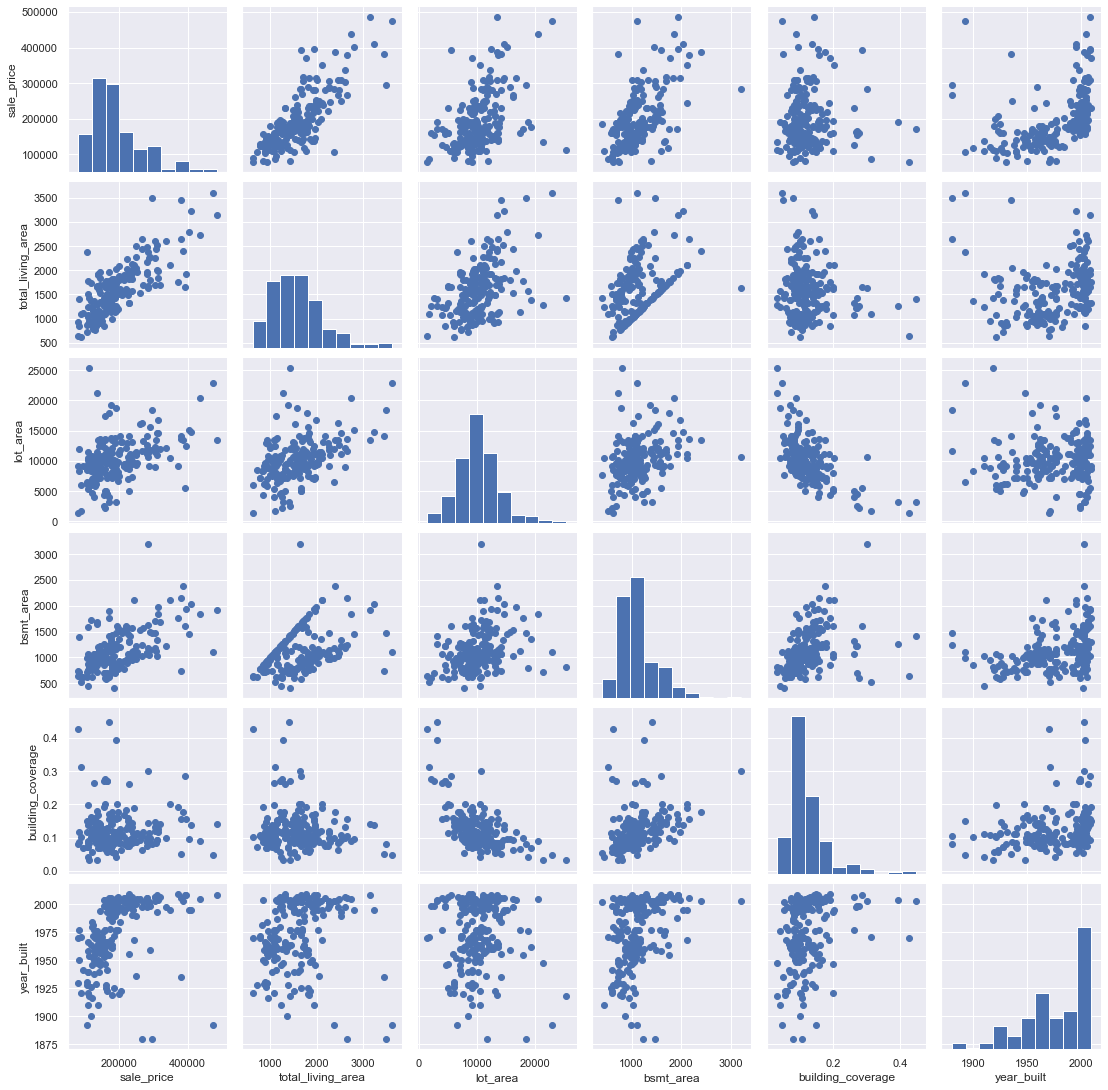 500000
400000
300000
200000
100000
sale_price
3500
3000
2500
2000
1500
1000
500
total_living_area
25000
20000
15000
10000
5000
0
lot_area
3000
2500
2000
1500
1000
500
bsmt_area
0.4
0.3
0.2
0.1
0.0
building_coverage
2000
1975
1950
1925
1900
1875
year_built
200000 400000
sale_price
1000 2000 3000
total_living_area
0 10000 20000
lot_area
1000 2000 3000
bsmt_area
0.2 0.4
building_coverage
1900 1950 2000
year_built